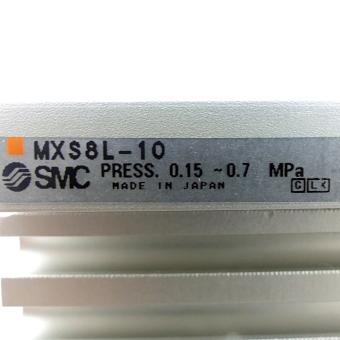 MXS8L-10
SMC PRESS. 0.15 ~0.7 MPa
MADE IN JAPAN